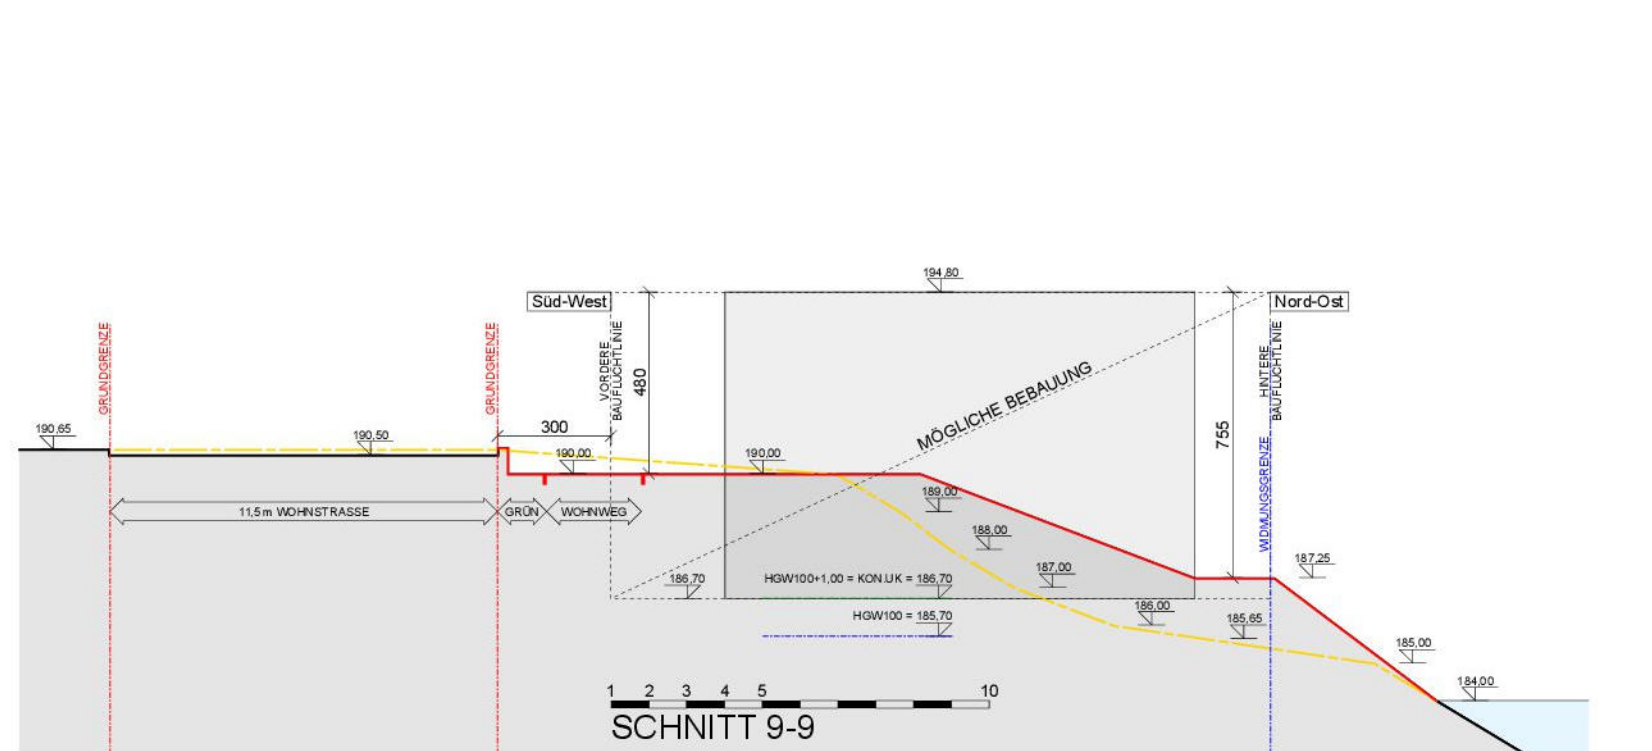 194,80
Süd-West
Nord-Ost
GRUNDGRENZE
GRUNDGRENZE
VORDERE
BAUFLUCHTLINIE
HINTERE
BAUFLUCHTLINIE
480
MÖGLICHE BEBAUUNG
755
190,65
190,50
300
190,00
190,00
WIDMUNGSGRENZE
189,00
11,5m WOHNSTRASSE
GRÜN
WOHNWEG
188,00
187,25
187,00
186,70
HGW100+1,00 = KON.UK = 186,70
186,00
HGW100 = 185,70
185,65
185,00
184,00
1 2 3 4 5 10
SCHNITT 9-9